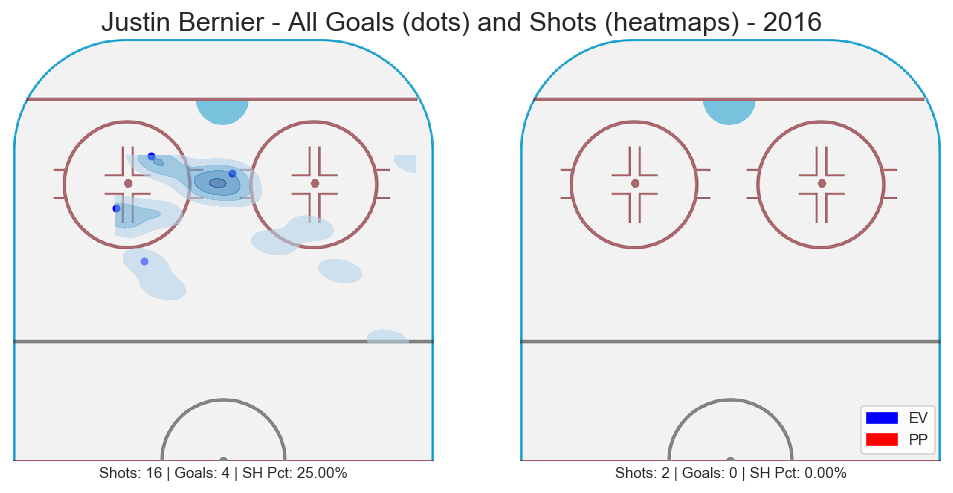 Justin Bernier - All Goals (dots) and Shots (heatmaps) - 2016
EV
PP
Shots: 16 | Goals: 4 | SH Pct: 25.00%
Shots: 2 | Goals: 0 | SH Pct: 0.00%